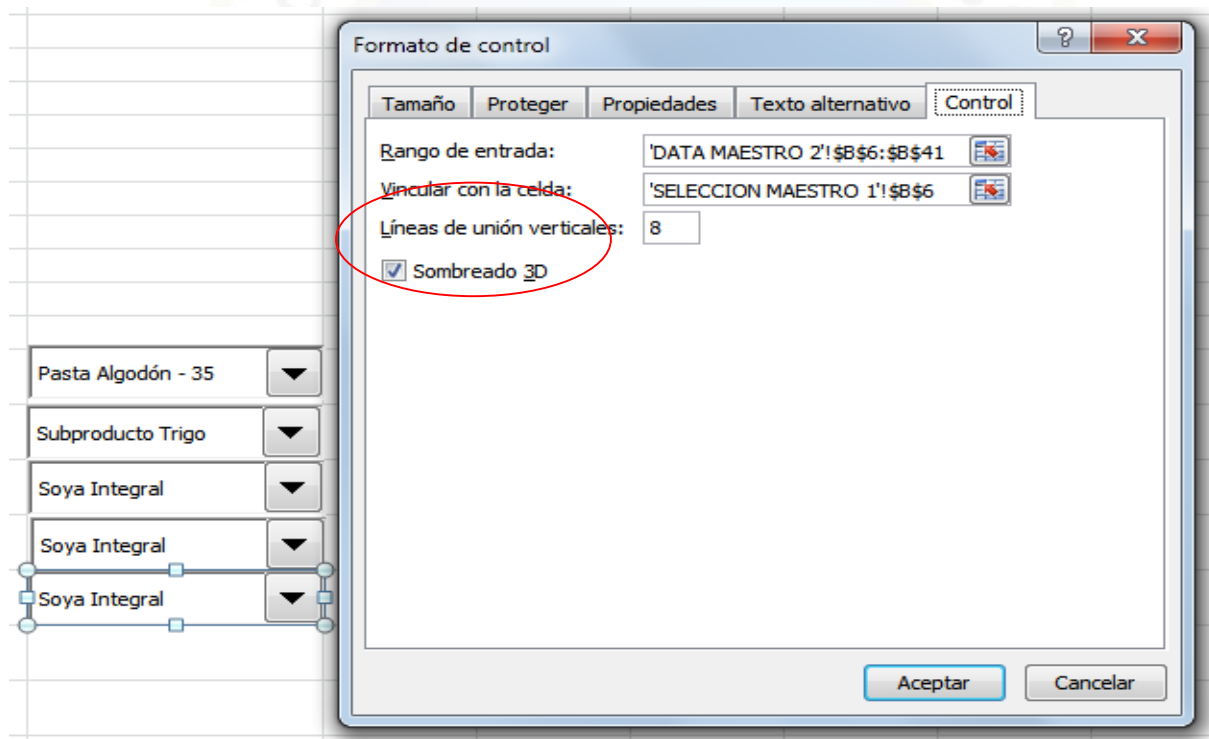 Formato de control
Tamaño Proteger Propiedades Texto alternativo Control
Rango de entrada: 'DATA MAESTRO 2'!$B$6:$B$41
Vincular con la celda: 'SELECCION MAESTRO 1'!$B$6
Líneas de unión verticales: 8
Sombreado 3D
Pasta Algodón - 35
Subproducto Trigo
Soya Integral
Soya Integral
Soya Integral
Aceptar Cancelar